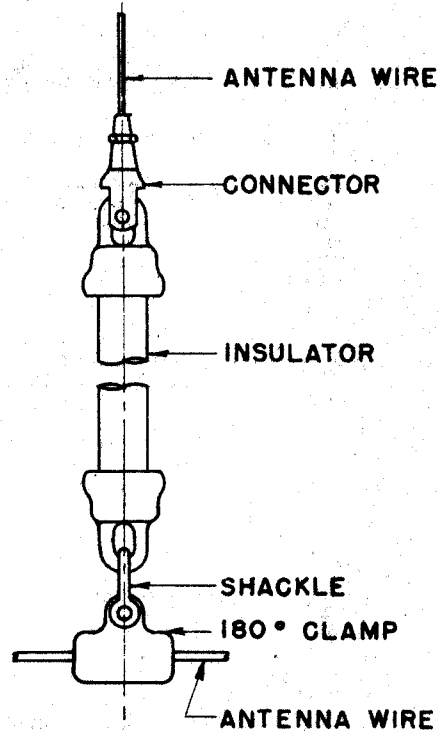 ANTENNA WIRE
CONNECTOR
INSULATOR
SHACKLE
180° CLAMP
ANTENNA WIRE